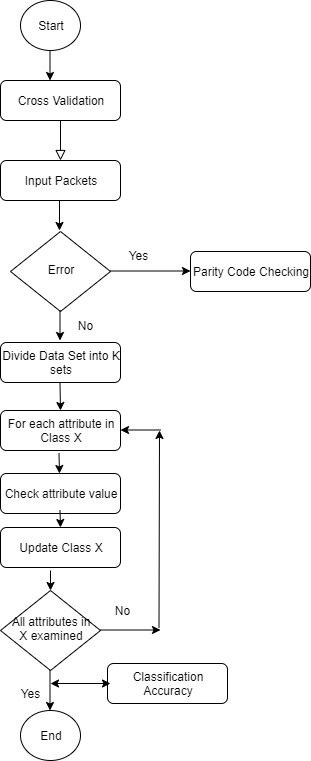 Start
Cross Validation
Input Packets
Error
Yes
Parity Code Checking
No
Divide Data Set into K
sets
For each attribute in
Class X
Check attribute value
Update Class X
All attributes in
X examined
No
Classification
Accuracy
Yes
End